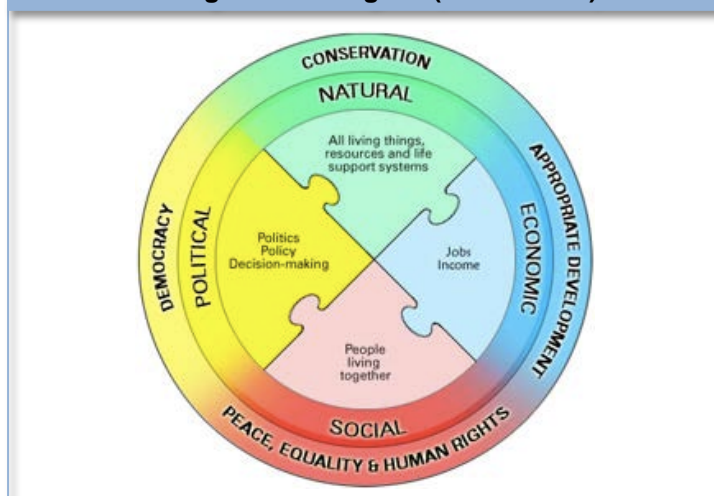 CONSERVATION
NATURAL
All living things,
resources and life
support systems
DEMOCRACY
POLITICAL
Politics
Policy
Decision-making
Jobs
Income
ECONOMIC
APPROPRIATE DEVELOPMENT
People
living
together
SOCIAL
PEACE, EQUALITY & HUMAN RIGHTS